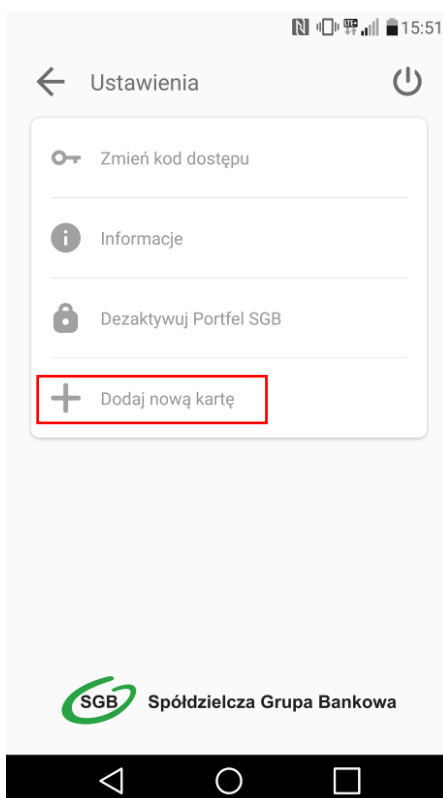 15:51
Ustawienia
Zmień kod dostępu
Informacje
Dezaktywuj Portfel SGB
Dodaj nową kartę
SGB Spółdzielcza Grupa Bankowa